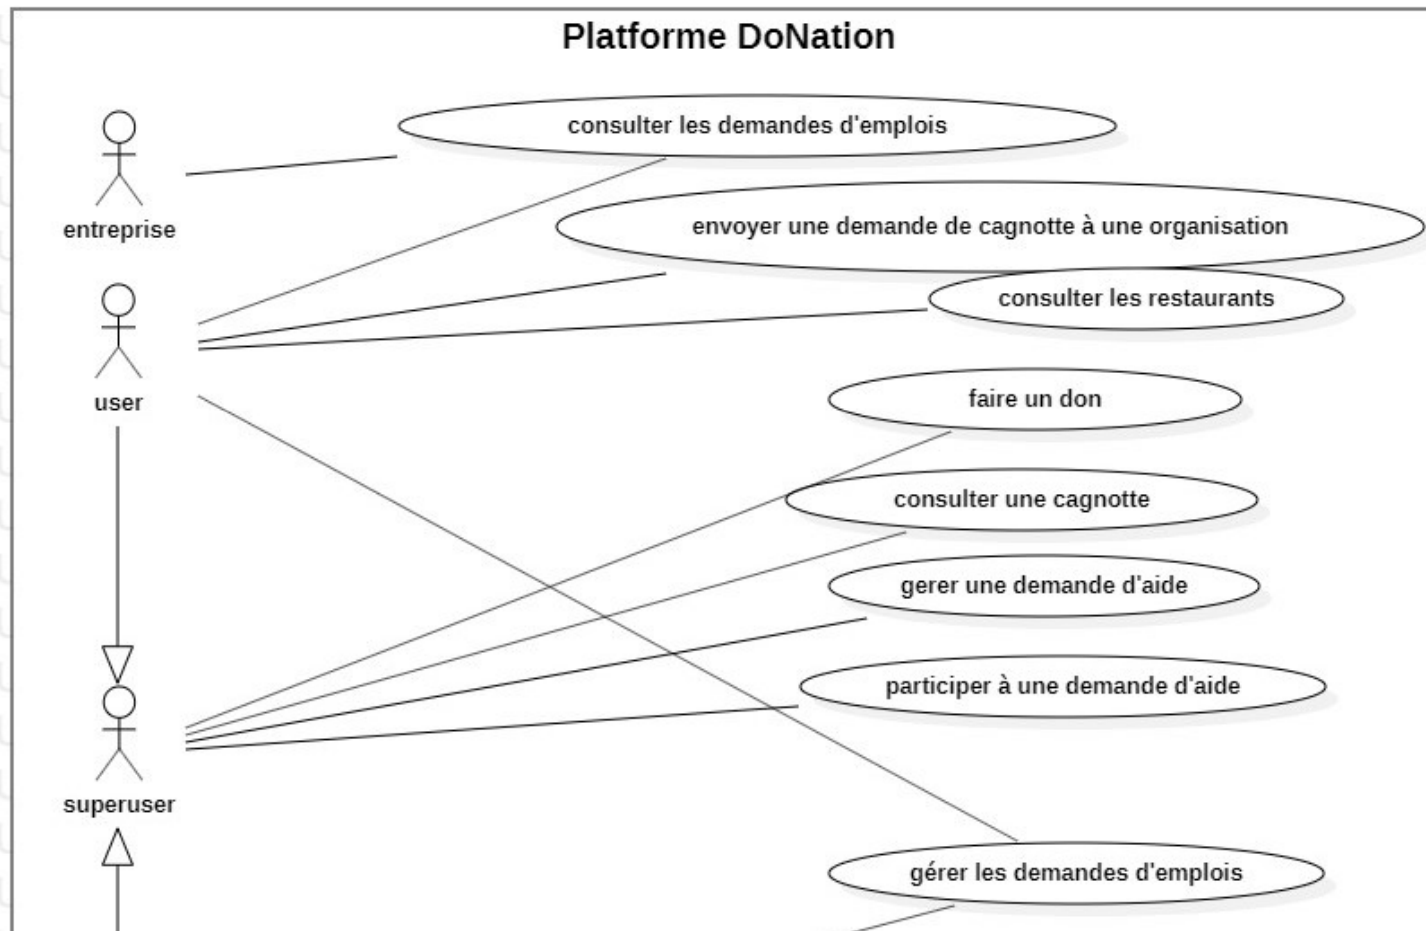 Platforme DoNation
consulter les demandes d'emplois
entreprise
envoyer une demande de cagnotte à une organisation
consulter les restaurants
user
faire un don
consulter une cagnotte
gerer une demande d'aide
participer à une demande d'aide
superuser
gérer les demandes d'emplois